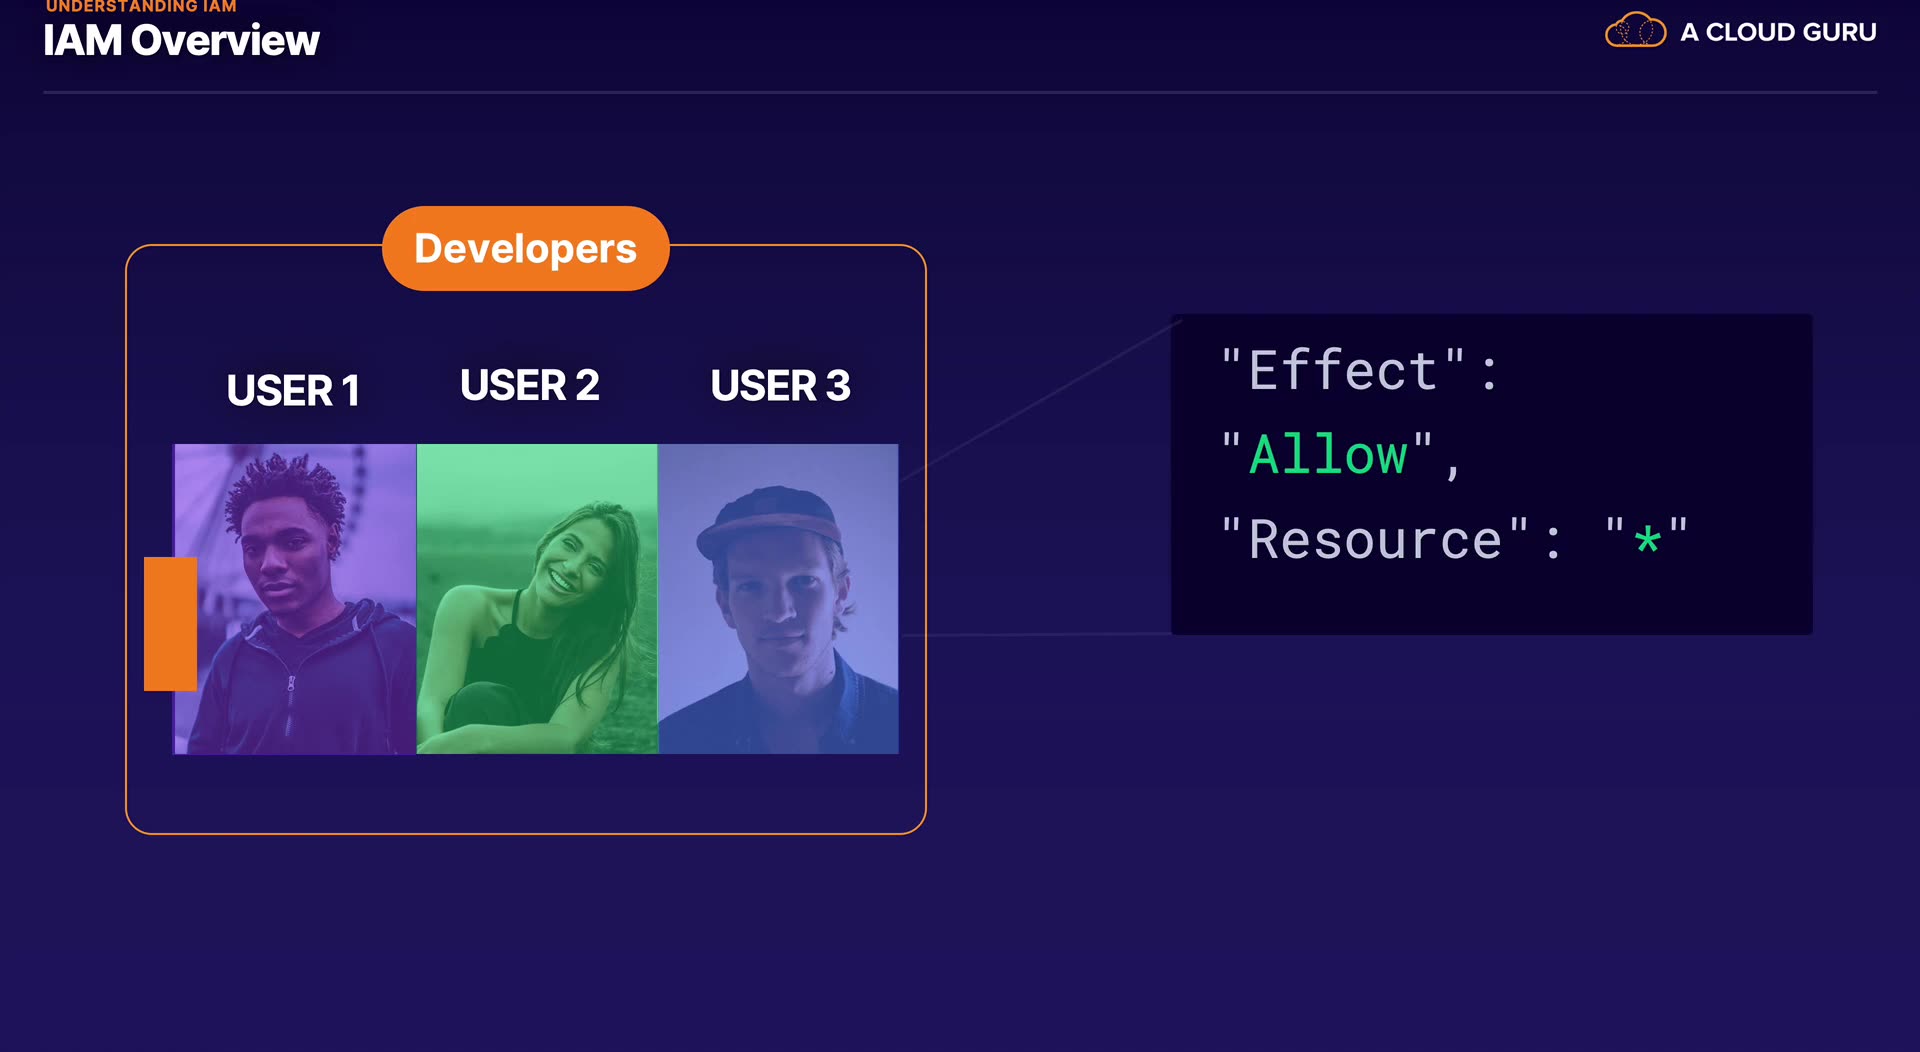 UNDERSTANDING IAM
IAM Overview
A CLOUD GURU
Developers
USER 1
USER 2
USER 3
"Effect":
"Allow",
"Resource": "*"